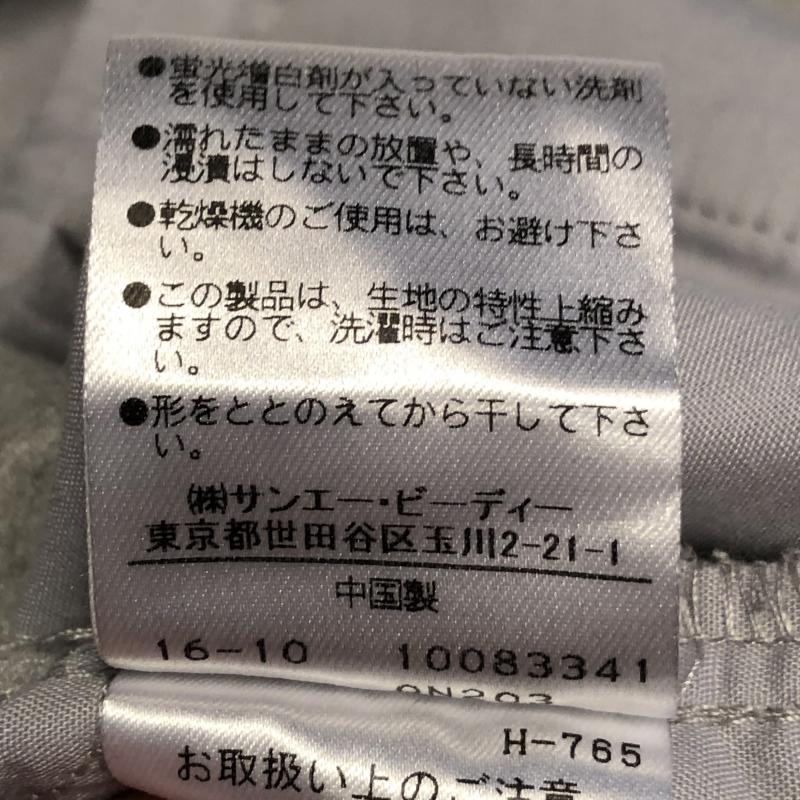 ●蛍光増白剤が入っていない洗剤
を使用して下さい。
●濡れたままの放置や、長時間の
浸漬はしないで下さい。
●乾燥機のご使用は、お避け下さ
い。
●この製品は、生地の特性上縮み
ますので、洗濯時はご注意下さ
い。
●形をととのえてから干して下さ
い。
㈱サンエー・ビーディー
東京都世田谷区玉川2-21-1
中国製
16-10 10083341
H-765
お取扱い上のご注意